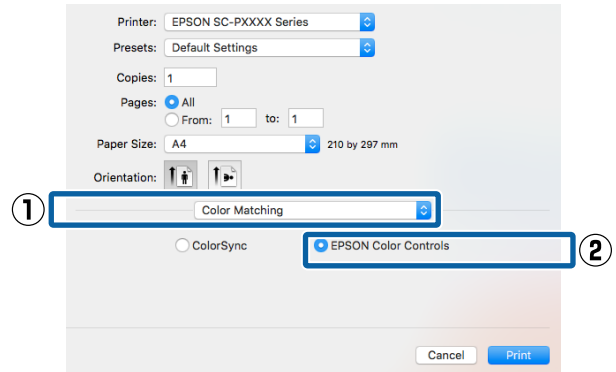 Printer: EPSON SC-PXXXX Series
Presets: Default Settings
Copies: 1
Pages: All
From: 1 to: 1
Paper Size: A4 210 by 297 mm
Orientation:
① Color Matching
ColorSync EPSON Color Controls ②
Cancel Print